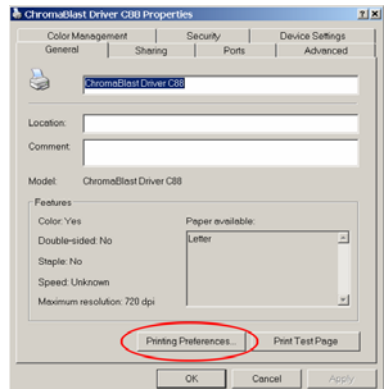 ChromaBlast Driver C88 Properties
Color Management Security Device Settings
General Sharing Ports Advanced
ChromaBlast Driver C88
Location:
Comment:
Model: ChromaBlast Driver C88
Features
Color: Yes Paper available:
Double-sided: No Letter
Staple: No
Speed: Unknown
Maximum resolution: 720 dpi
Printing Preferences... Print Test Page
OK Cancel Apply